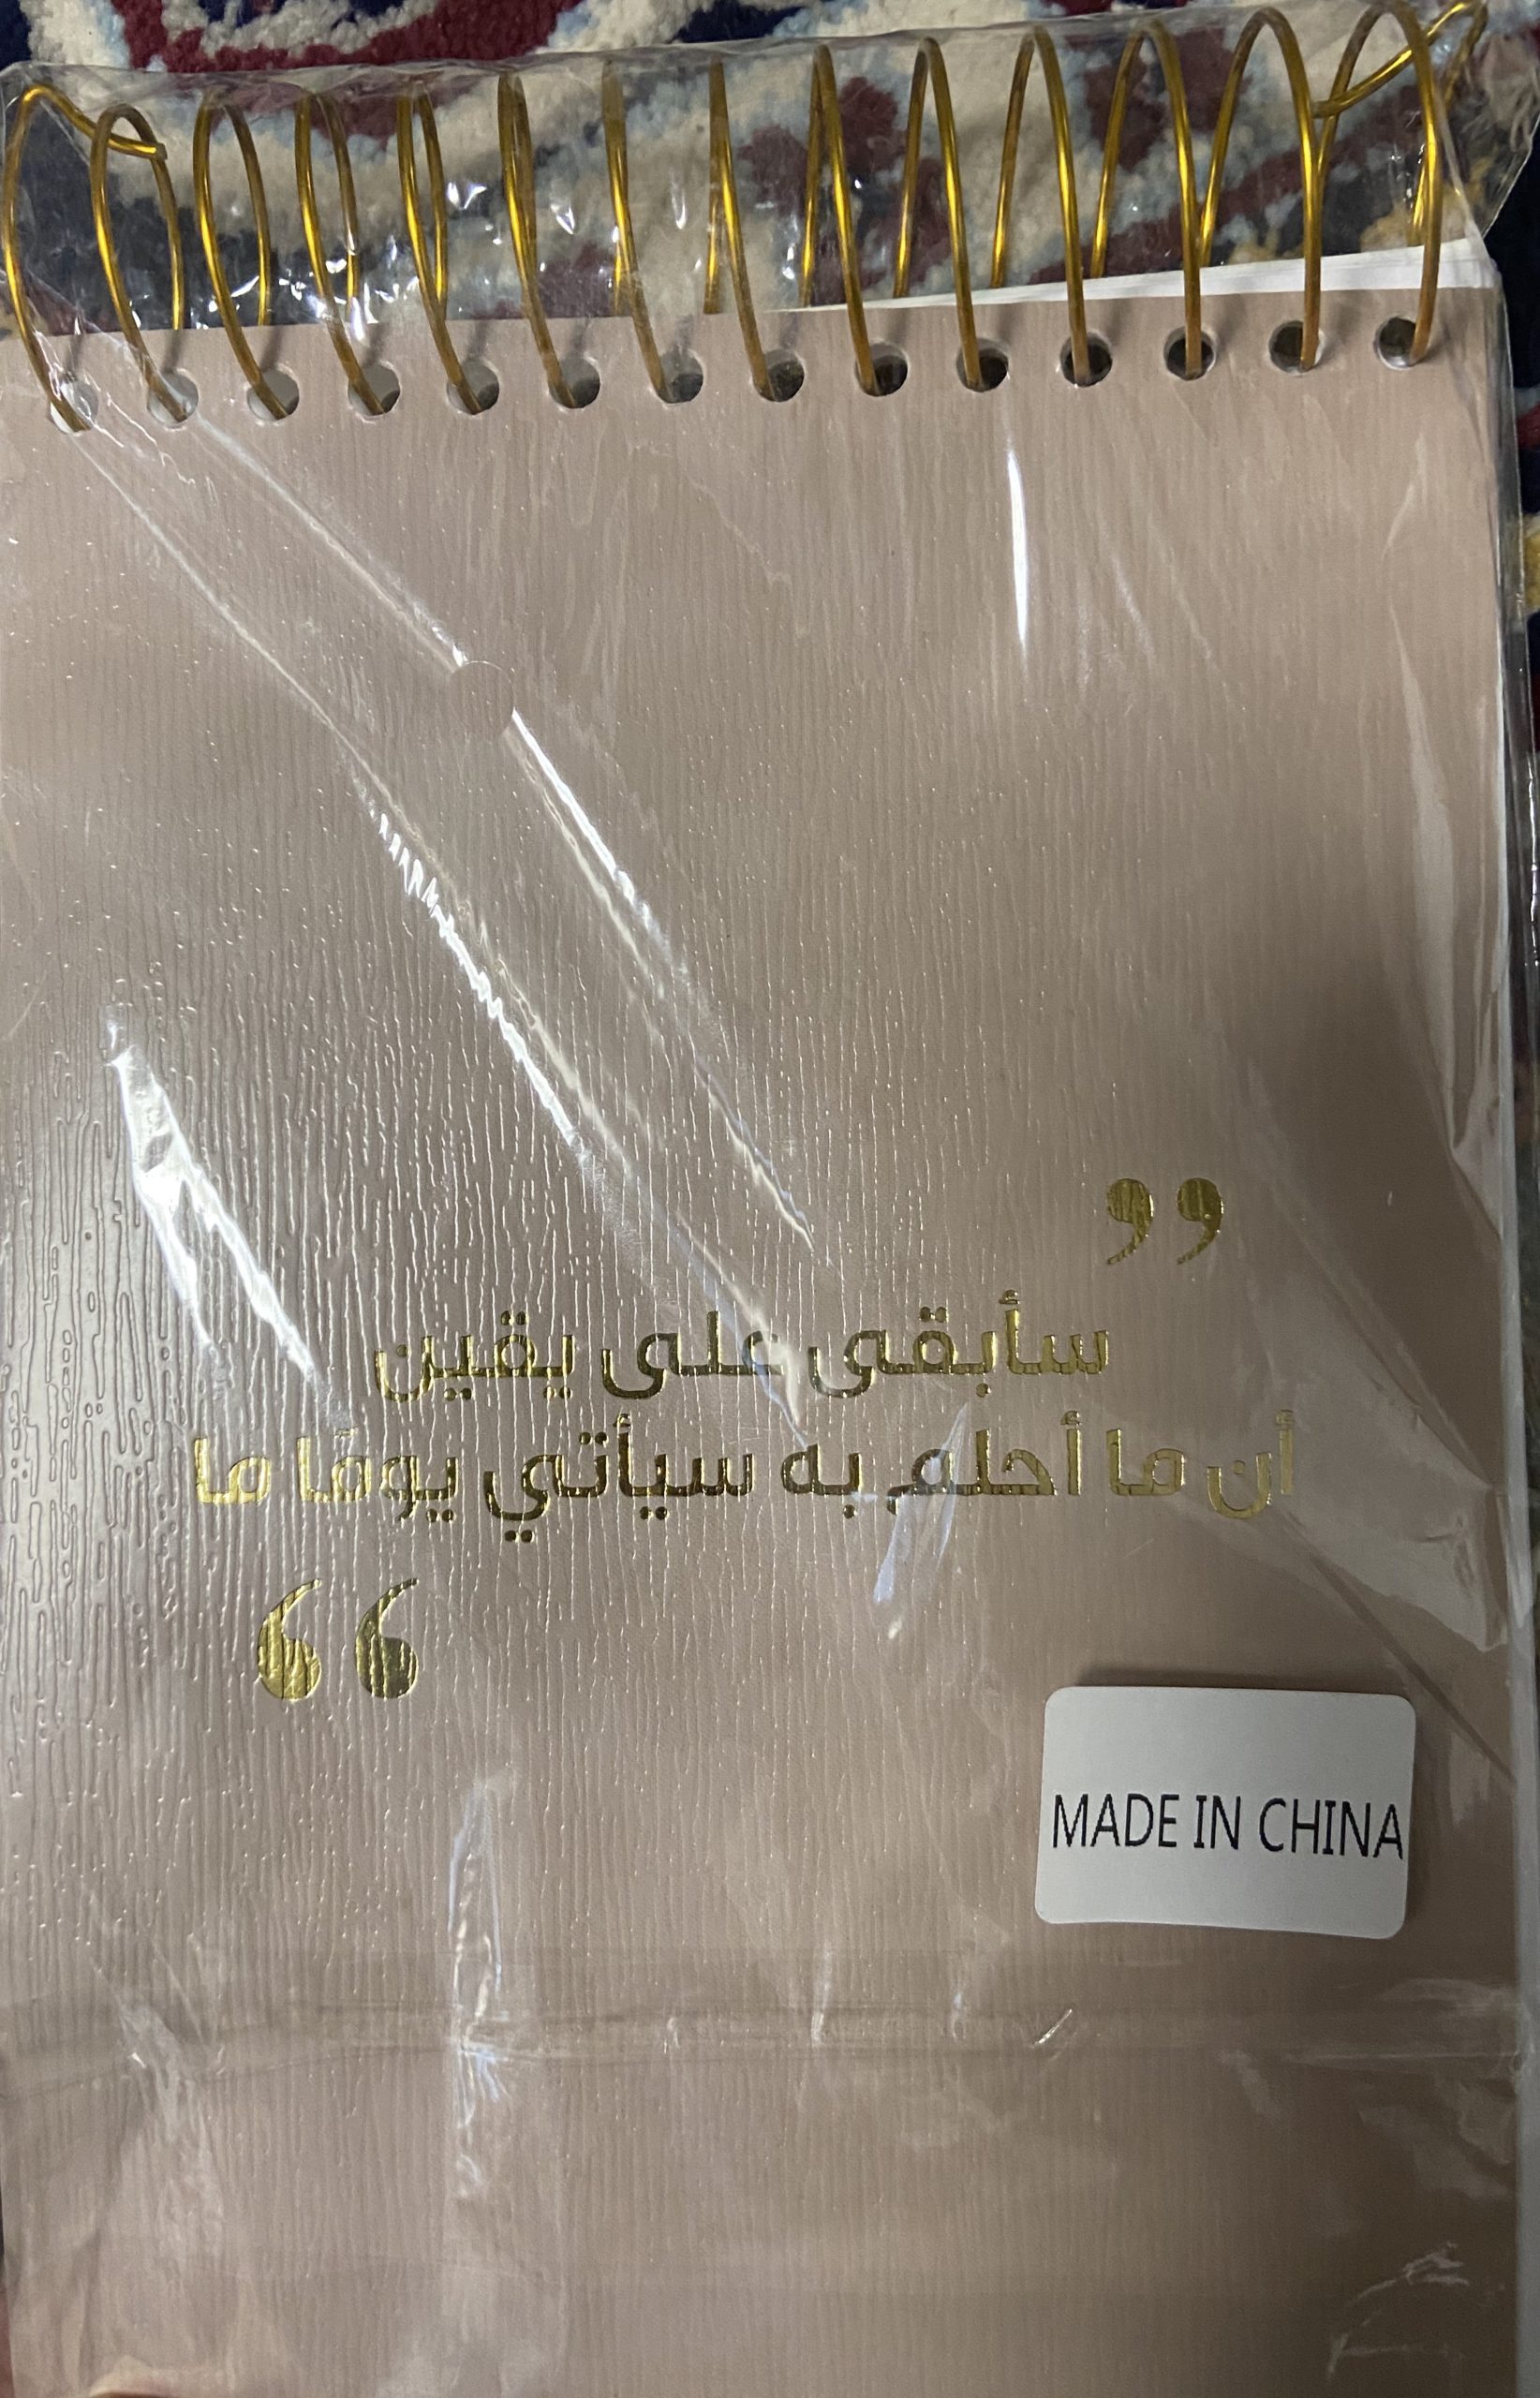 ”
سأبقى على يقين
أن ما أحلم به سيأتي يومًا ما
“
MADE IN CHINA